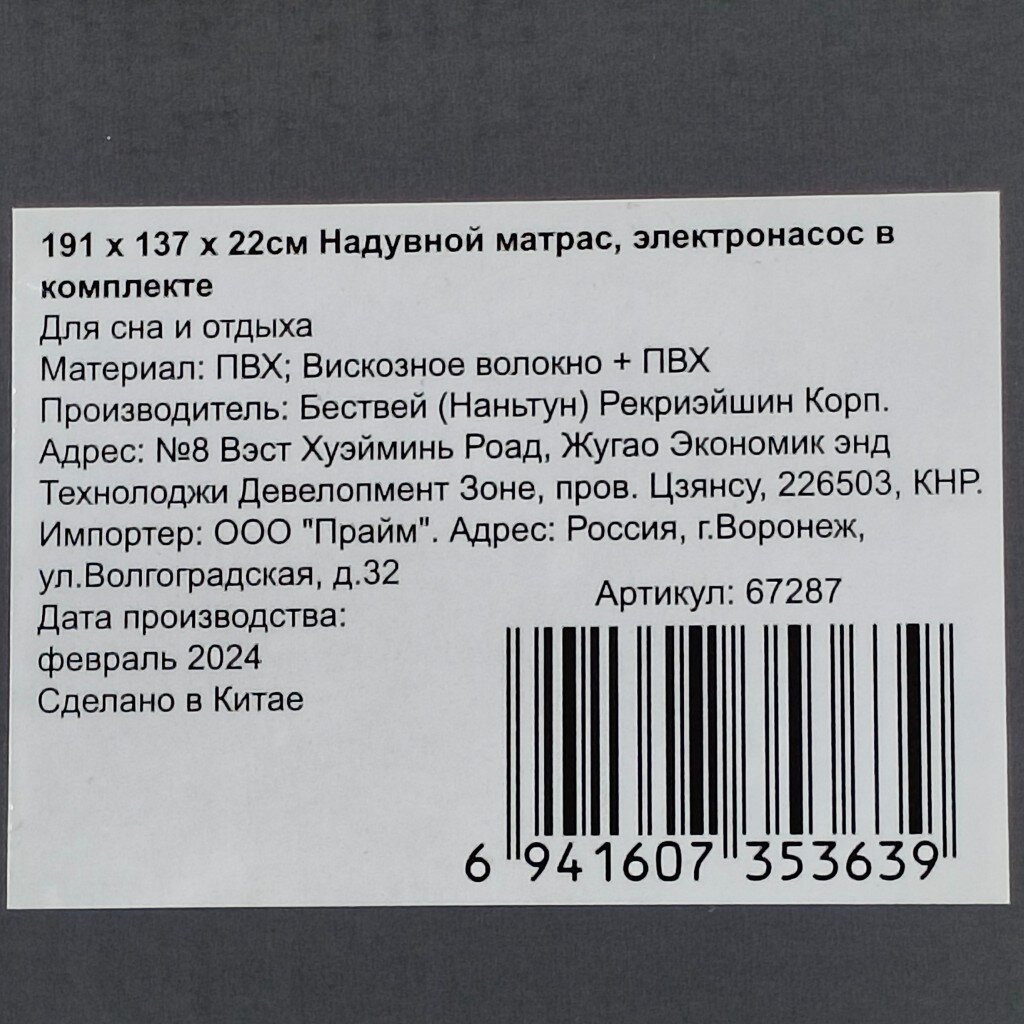 191 х 137 х 22см Надувной матрас, электронасос в
комплекте
Для сна и отдыха
Материал: ПВХ; Вискозное волокно + ПВХ
Производитель: Бествей (Наньтун) Рекриэйшин Корп.
Адрес: №8 Вэст Хуэйминь Роад, Жугао Экономик энд
Технолоджи Девелопмент Зоне, пров. Цзянсу, 226503, КНР.
Импортер: ООО "Прайм". Адрес: Россия, г.Воронеж,
ул.Волгоградская, д.32
Артикул: 67287
Дата производства:
февраль 2024
Сделано в Китае
6 941607 353639